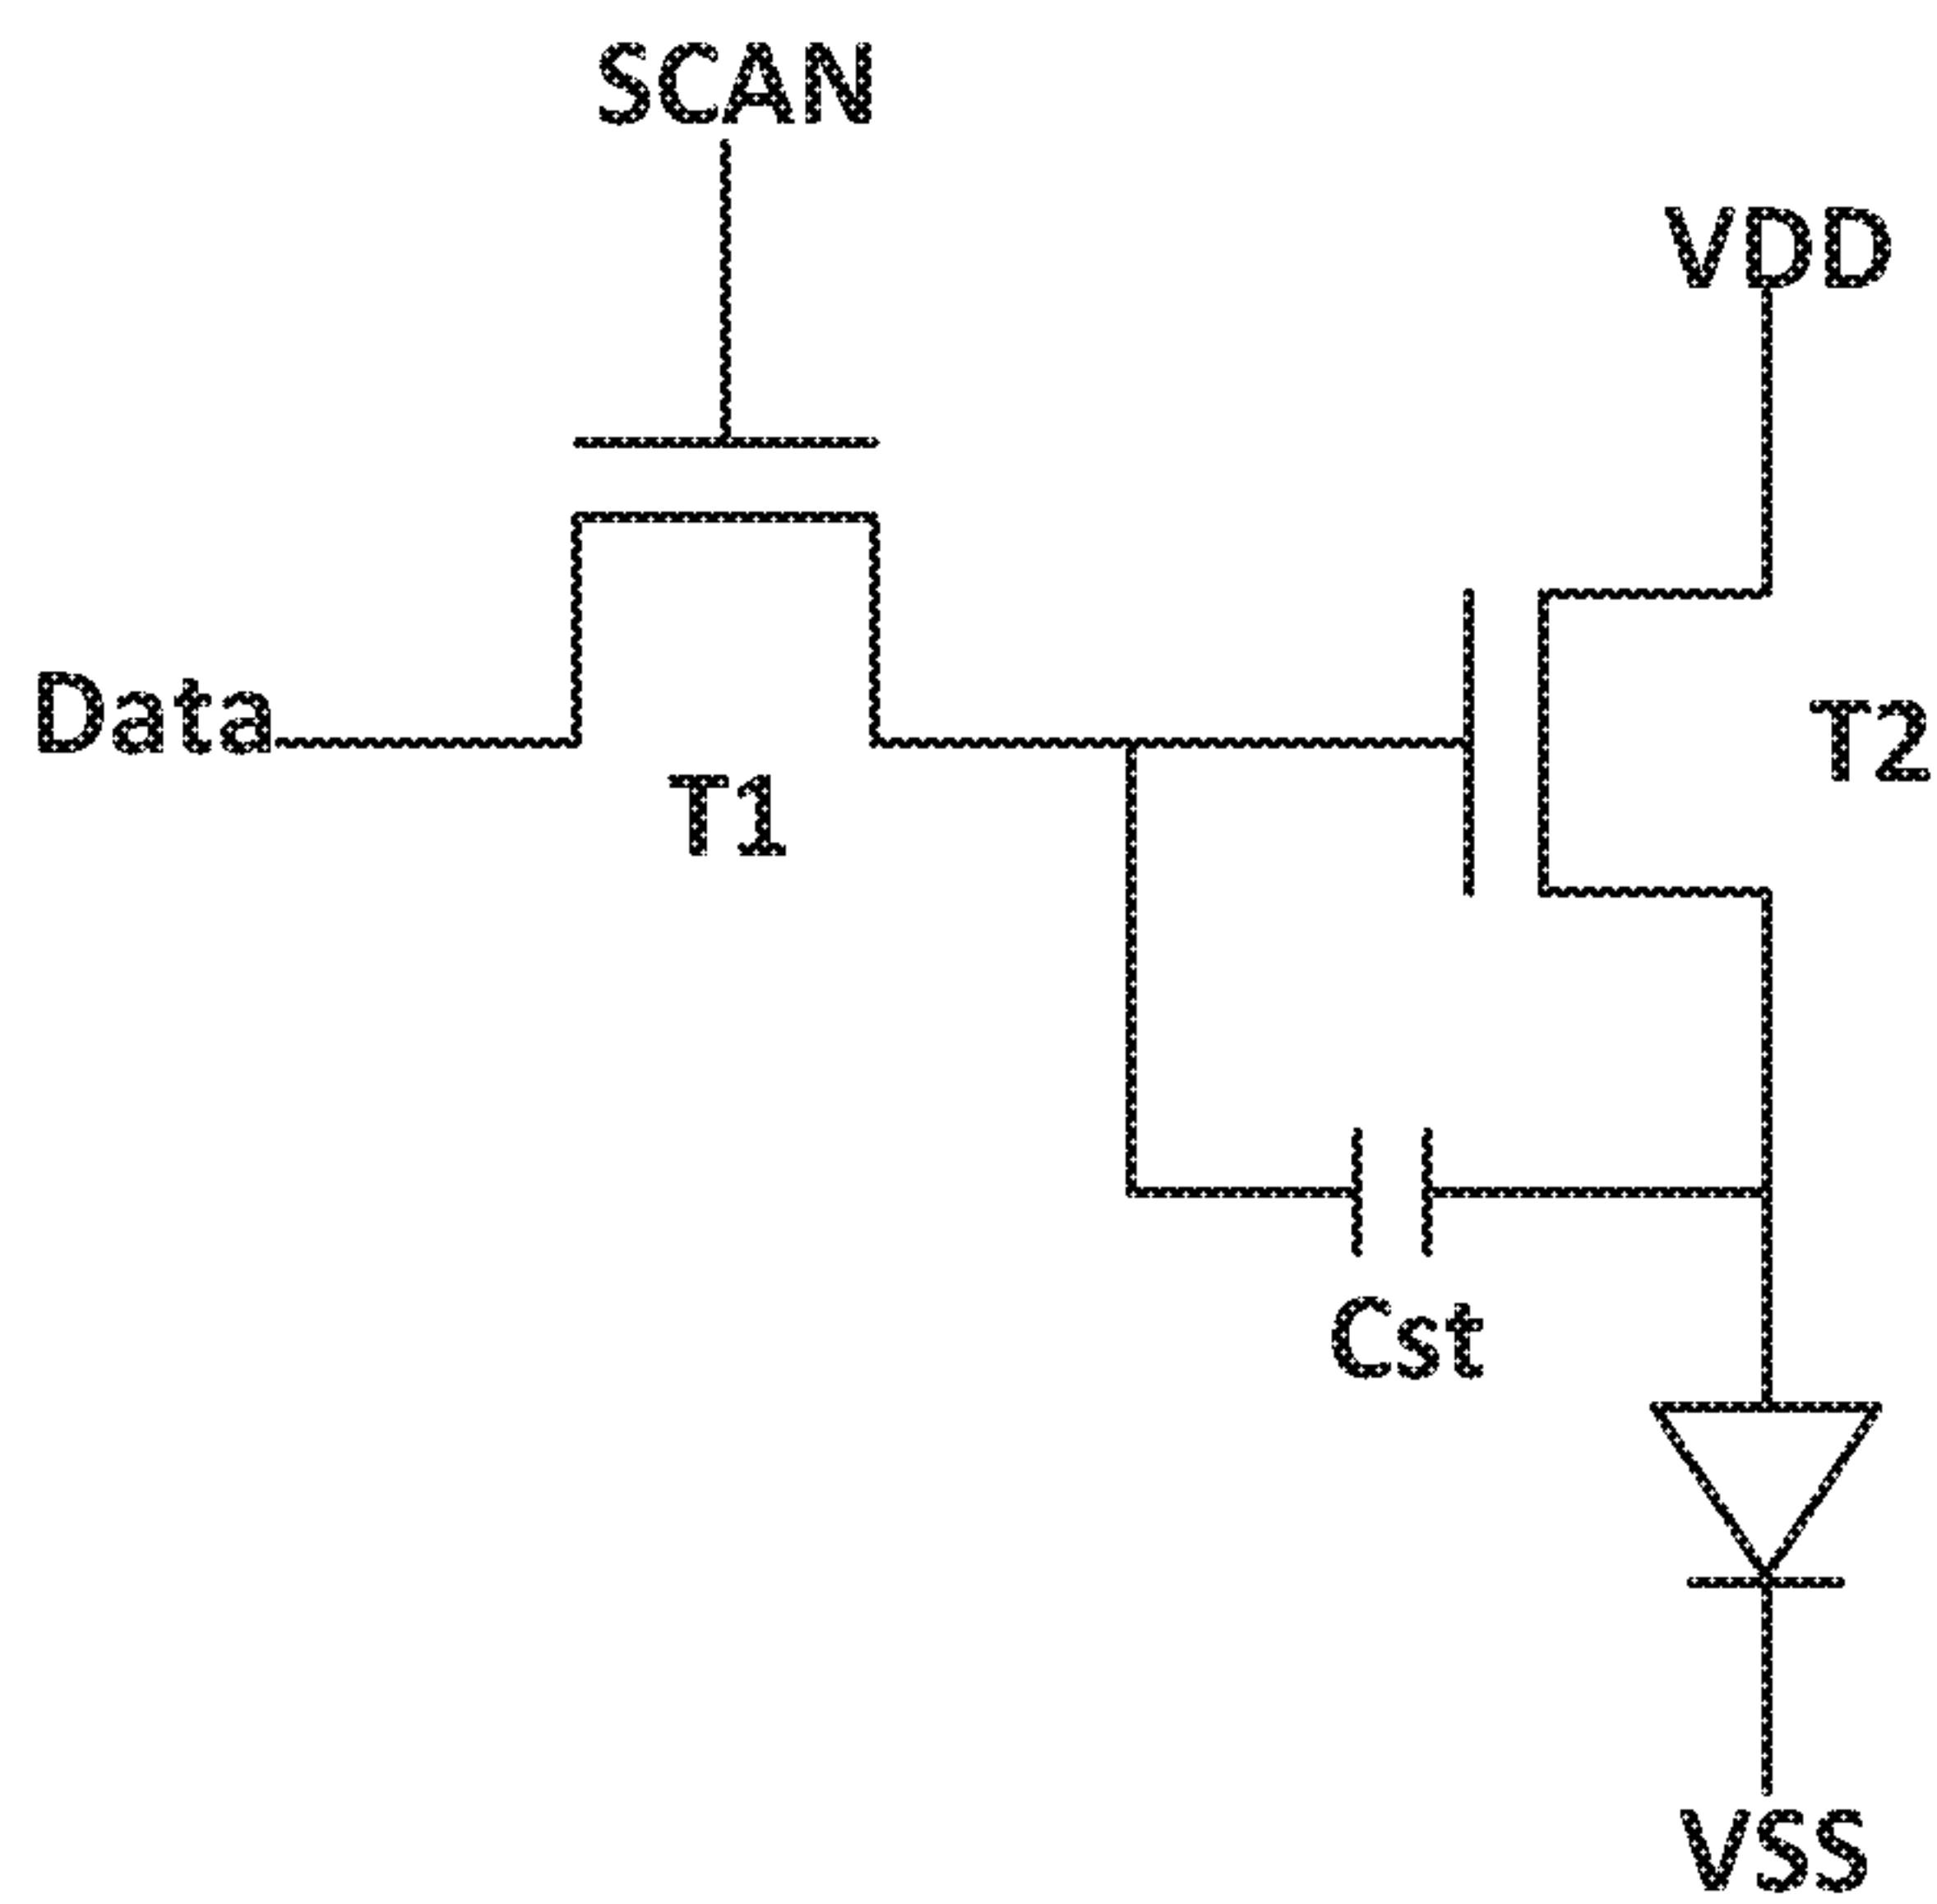 SCAN
VDD
Data
T2
T1
Cst
VSS